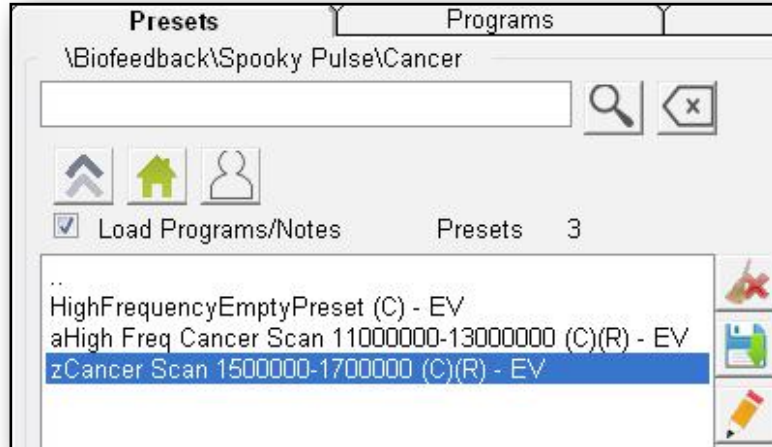 Presets Programs
\Biofeedback\Spooky Pulse\Cancer
Load Programs/Notes Presets 3
..
HighFrequencyEmptyPreset (C) - EV
aHigh Freq Cancer Scan 11000000-13000000 (C)(R) - EV
zCancer Scan 1500000-1700000 (C)(R) - EV